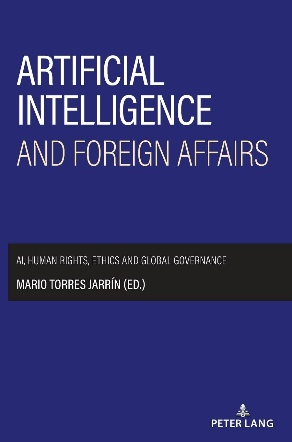 ARTIFICIAL
INTELLIGENCE
AND FOREIGN AFFAIRS
AI, HUMAN RIGHTS, ETHICS AND GLOBAL GOVERNANCE
MARIO TORRES JARRÍN (ED.)
PETER LANG